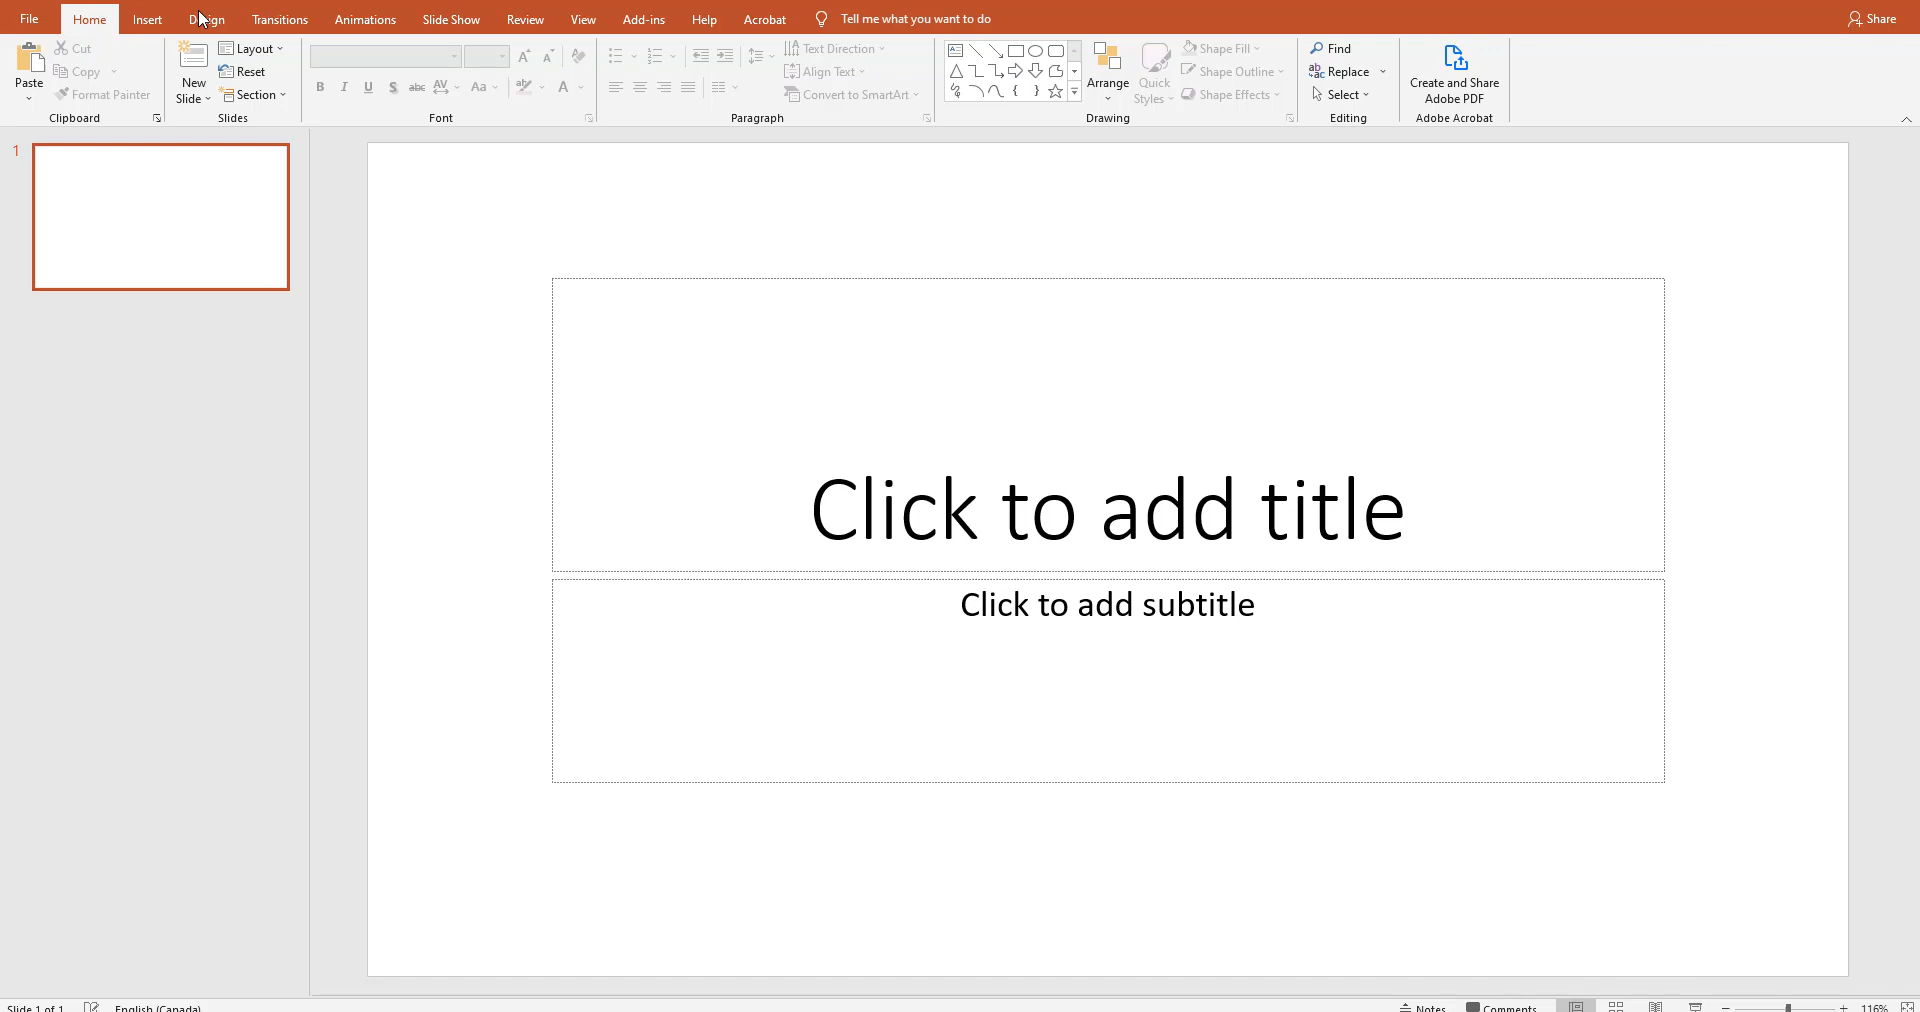 File Home Insert Design Transitions Animations Slide Show Review View Add-ins Help Acrobat Tell me what you want to do Share
Paste
Cut
Copy
Format Painter
Clipboard
New
Slide
Layout
Reset
Section
Slides
B I U S abc AV Aa A
Font
Text Direction
Align Text
Convert to SmartArt
Paragraph
Arrange
Quick
Styles
Shape Fill
Shape Outline
Shape Effects
Drawing
Find
Replace
Select
Editing
Create and Share
Adobe PDF
Adobe Acrobat
1
Click to add title
Click to add subtitle
Slide 1 of 1 English (Canada) Notes Comments 116%